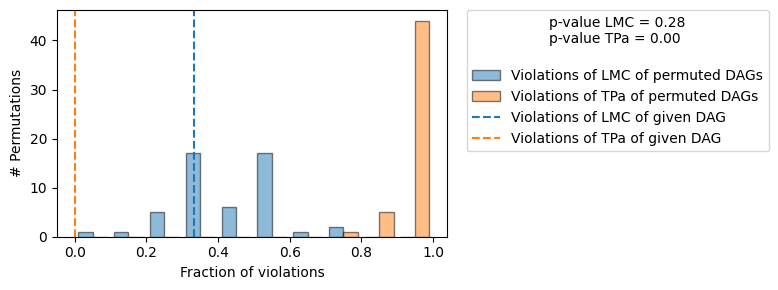 p-value LMC = 0.28
p-value TPa = 0.00
Violations of LMC of permuted DAGs
Violations of TPa of permuted DAGs
Violations of LMC of given DAG
Violations of TPa of given DAG
# Permutations
40
30
20
10
0
0.0 0.2 0.4 0.6 0.8 1.0
Fraction of violations